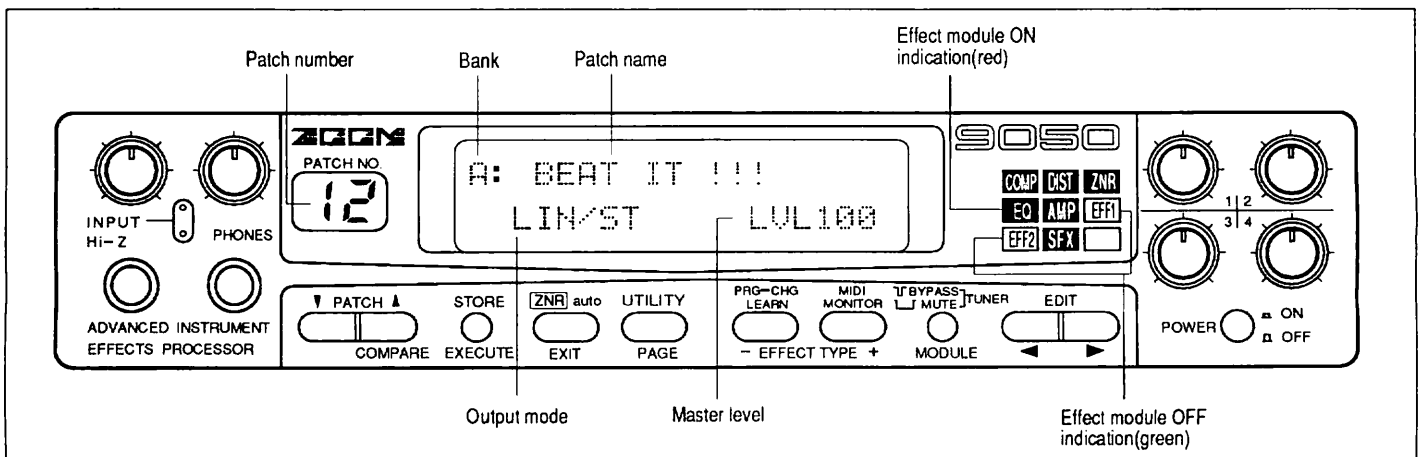 Effect module ON
indication(red)
Patch number
Bank
Patch name
ZOOM
9050
PATCH NO.
12
A: BEAT IT !!!
LIN/ST LVL100
COMP DIST ZNR
EQ AMP EFF1
EFF2 SFX
INPUT
Hi-Z
PHONES
1 2
3 4
ADVANCED INSTRUMENT
EFFECTS PROCESSOR
PATCH
COMPARE
STORE
EXECUTE
ZNR auto
EXIT
UTILITY
PAGE
PRG-CHG
LEARN
MIDI
MONITOR
- EFFECT TYPE +
BYPASS
MUTE
TUNER
MODULE
EDIT
POWER
ON
OFF
Output mode
Master level
Effect module OFF
indication(green)